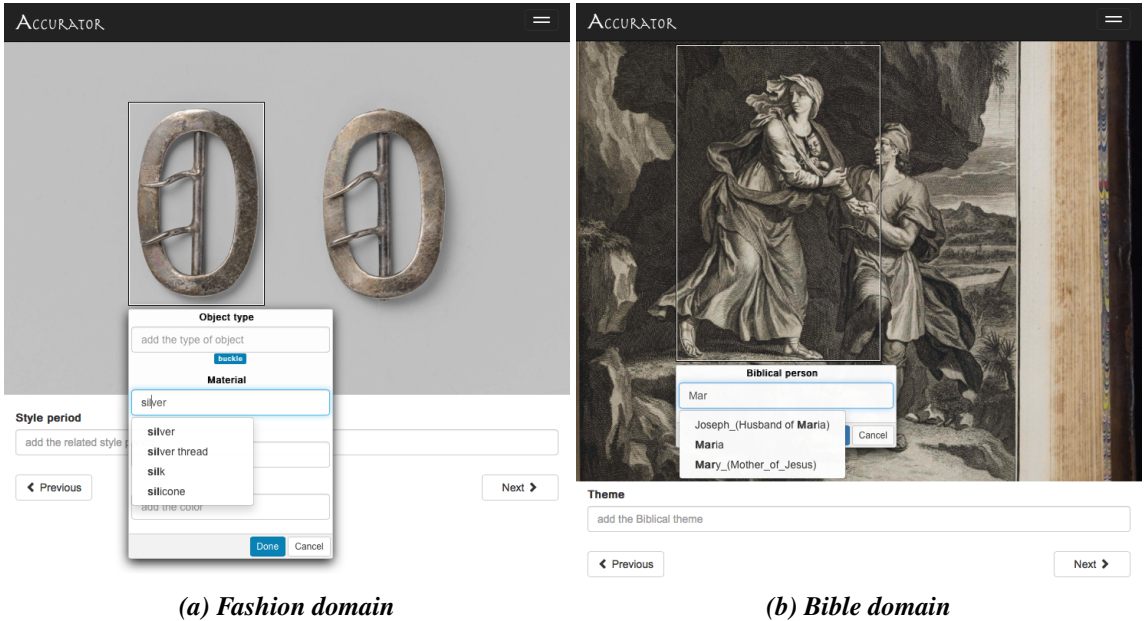 ACCURATOR
Object type
add the type of object
buckle
Material
silver
silver
silver thread
silk
silicone
add the color
Done Cancel
Style period
add the related style p
Previous
Next
(a) Fashion domain
ACCURATOR
Biblical person
Mar
Joseph_(Husband of Maria)
Maria
Mary_(Mother_of_Jesus)
Cancel
Theme
add the Biblical theme
Previous
Next
(b) Bible domain